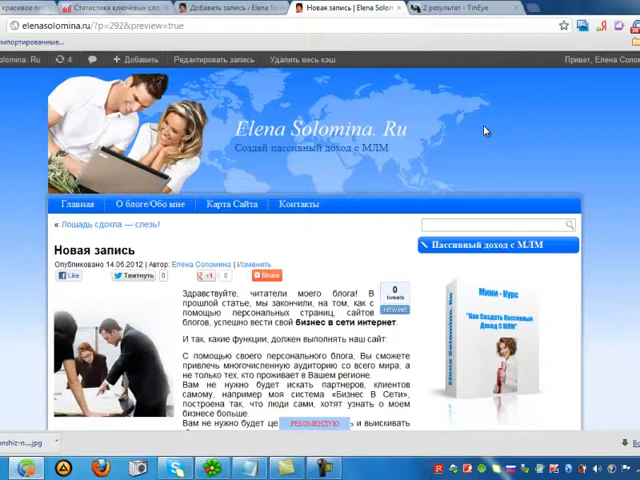 красивое п
Статистика ключевых сло
Добавить запись ‹ Elena S
Новая запись | Elena Solom
2 результат - TinEye
elenasolomina.ru/?p=292&preview=true
Импортированные...
olomina. Ru
4
Добавить
Редактировать запись
Удалить весь кэш
Привет, Елена Солом
Elena Solomina. Ru
Создай пассивный доход с МЛМ
Главная
О блоге/Обо мне
Карта Сайта
Контакты
« Лошадь сдохла — слезь!
Новая запись
Опубликовано 14.06.2012 | Автор: Елена Соломина | Изменить
Like
Твитнуть 0
+1 0
Share
Здравствуйте, читатели моего блога! В
прошлой статье, мы закончили, на том, как с
помощью персональных страниц, сайтов
блогов, успешно вести свой бизнес в сети интернет.
0
tweets
retweet
И так, какие функции, должен выполнять наш сайт:
С помощью своего персонального блога, Вы сможете
привлечь многочисленную аудиторию со всего мира, а
не только тех, кто проживает в Вашем регионе.
Вам не нужно будет искать партнеров, клиентов
самому, например моя система «Бизнес В Сети»,
построена так, что люди сами, хотят узнать о моем
бизнесе больше.
Вам не нужно будет це
РЕКОМЕНДУЮ
ь и выискивать
Пассивный доход с МЛМ
Elena Solomina. Ru
Мини - Курс
"Как Создать Пассивный
Доход С МЛМ"
anshiz-n....jpg
Вс